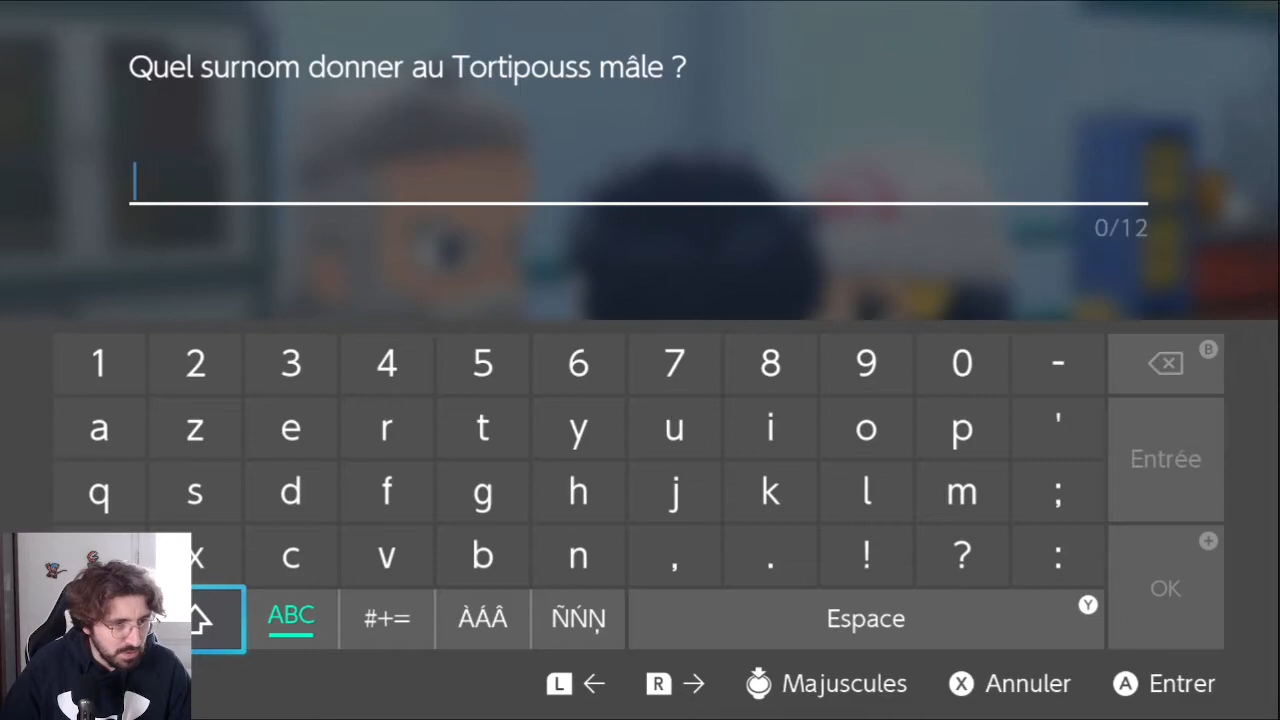 Quel surnom donner au Tortipouss mâle ?
0/12
1 2 3 4 5 6 7 8 9 0 - B
a z e r t y u i o p ' Entrée
q s d f g h j k l m ;
x c v b n , . ! ? : + OK
ABC #+= ÀÁÂ ÑŃŅ Espace Y
L ← R → Majuscules X Annuler A Entrer